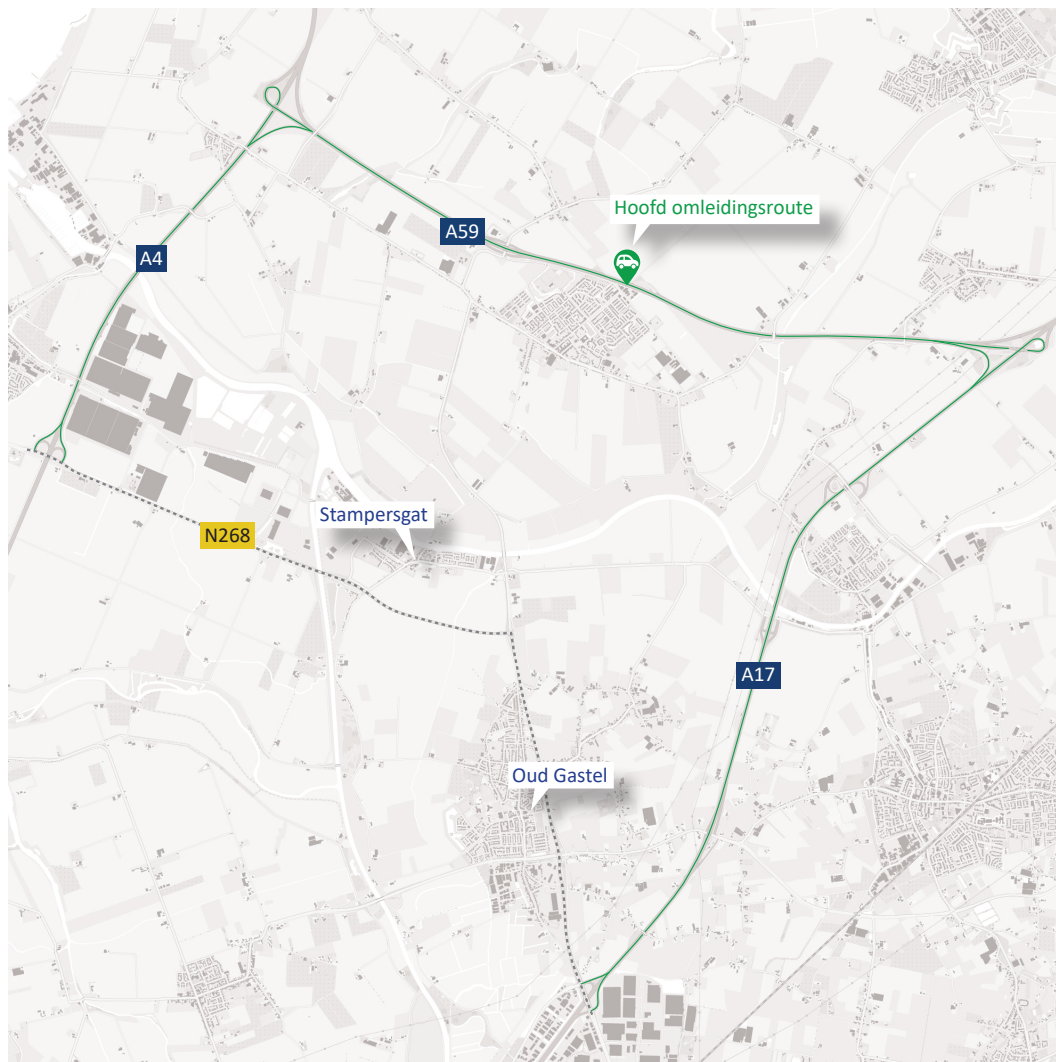 Hoofd omleidingsroute
A59
A4
Stampersgat
N268
A17
Oud Gastel